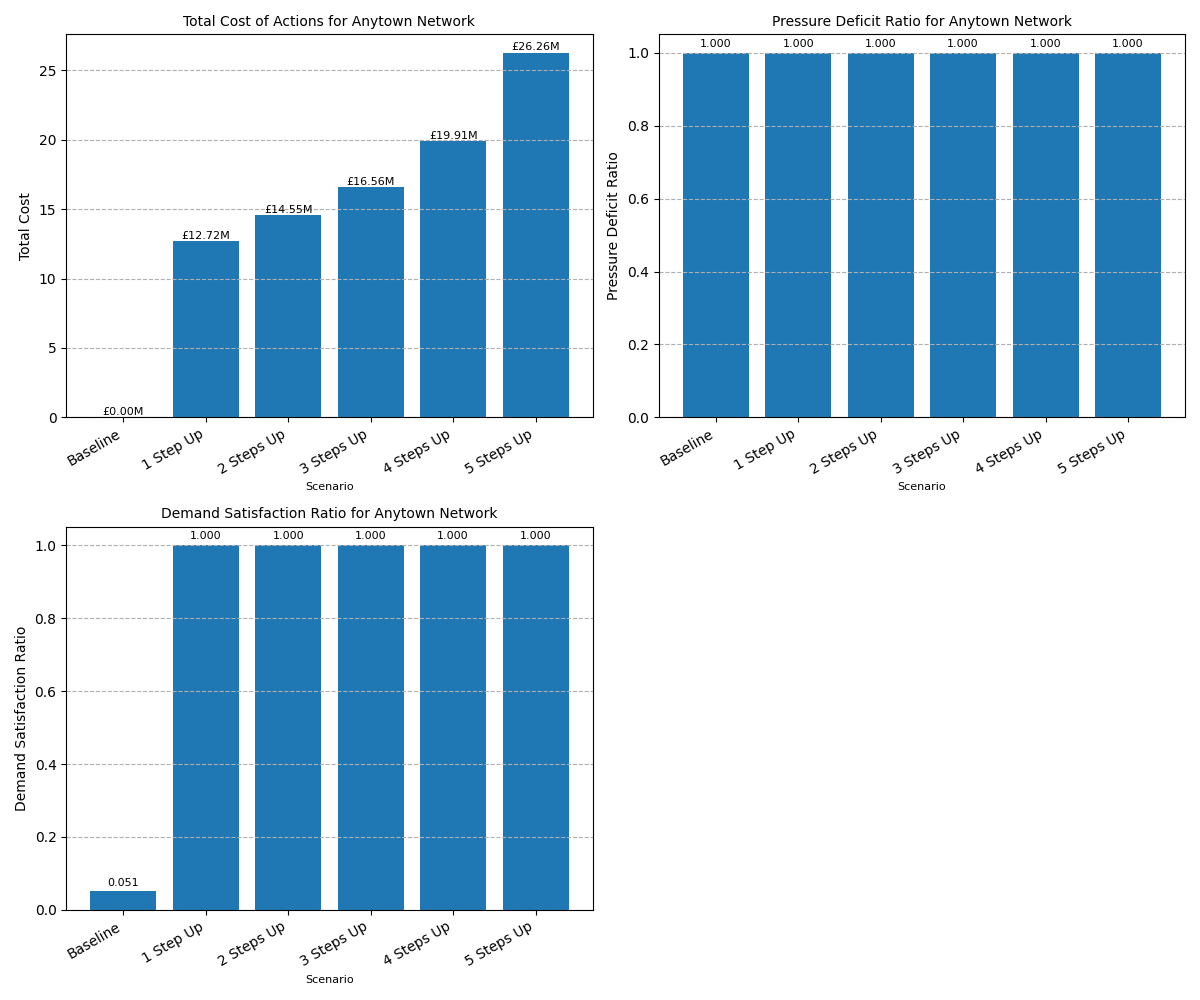 Total Cost of Actions for Anytown Network
Total Cost
25
20
15
10
5
0
£0.00M
£12.72M
£14.55M
£16.56M
£19.91M
£26.26M
Baseline
1 Step Up
2 Steps Up
3 Steps Up
4 Steps Up
5 Steps Up
Scenario
Pressure Deficit Ratio for Anytown Network
Pressure Deficit Ratio
1.0
0.8
0.6
0.4
0.2
0.0
1.000
1.000
1.000
1.000
1.000
1.000
Baseline
1 Step Up
2 Steps Up
3 Steps Up
4 Steps Up
5 Steps Up
Scenario
Demand Satisfaction Ratio for Anytown Network
Demand Satisfaction Ratio
1.0
0.8
0.6
0.4
0.2
0.0
0.051
1.000
1.000
1.000
1.000
1.000
Baseline
1 Step Up
2 Steps Up
3 Steps Up
4 Steps Up
5 Steps Up
Scenario